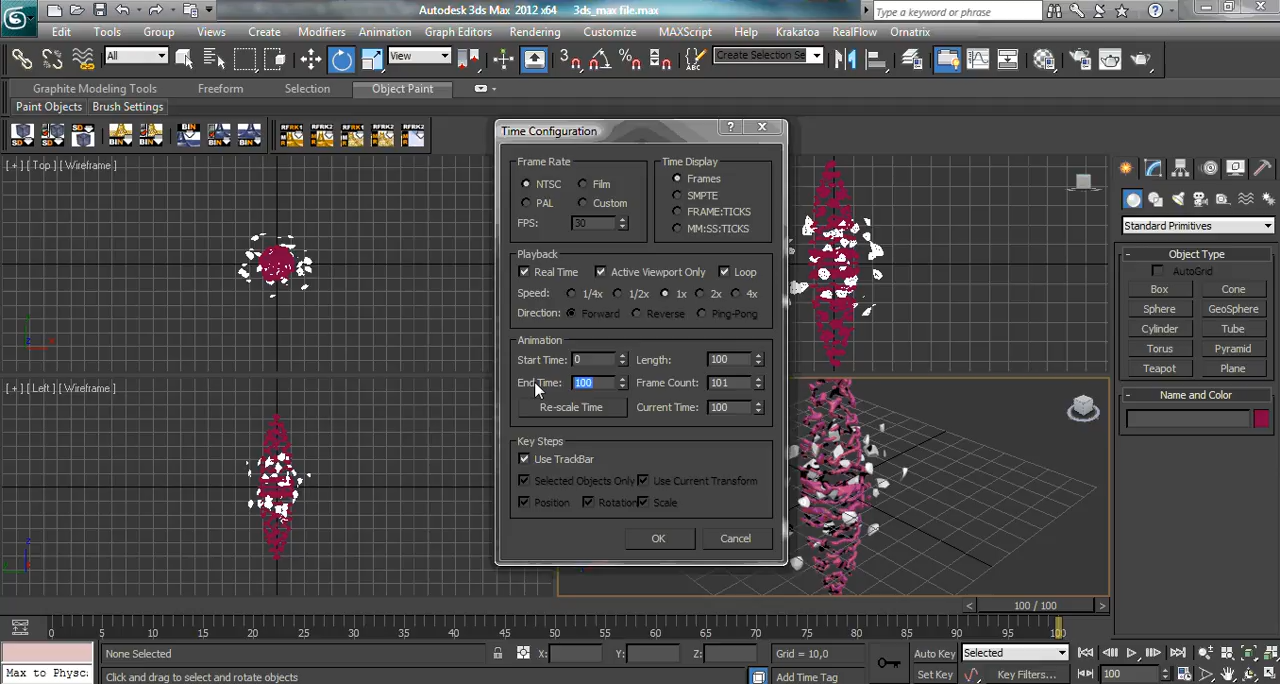 Autodesk 3ds Max 2012 x64 3ds_max file.max
Type a keyword or phrase
Edit Tools Group Views Create Modifiers Animation Graph Editors Rendering Customize MAXScript Help Krakatoa RealFlow Ornatrix
All View 3 Create Selection Se
Graphite Modeling Tools Freeform Selection Object Paint
Paint Objects Brush Settings
[ + ] [ Top ] [ Wireframe ]
Time Configuration
Frame Rate Time Display
NTSC Film Frames
SMPTE
PAL Custom FRAME:TICKS
FPS: 30 MM:SS:TICKS
Playback
Real Time Active Viewport Only Loop
Speed: 1/4x 1/2x 1x 2x 4x
Direction: Forward Reverse Ping-Pong
Animation
Start Time: 0 Length: 100
End Time: 100 Frame Count: 101
Re-scale Time Current Time: 100
Key Steps
Use TrackBar
Selected Objects Only Use Current Transform
Position Rotation Scale
OK Cancel
Standard Primitives
- Object Type
AutoGrid
Box Cone
Sphere GeoSphere
Cylinder Tube
Torus Pyramid
Teapot Plane
- Name and Color
[ + ] [ Left ] [ Wireframe ]
< 100 / 100 >
0 5 10 15 20 25 30 35 40 45 50 55 60 65 70 75 80 85 90 95 100
None Selected X: Y: Z: Grid = 10,0 Auto Key Selected
Max to Physc Click and drag to select and rotate objects Add Time Tag Set Key Key Filters... 100